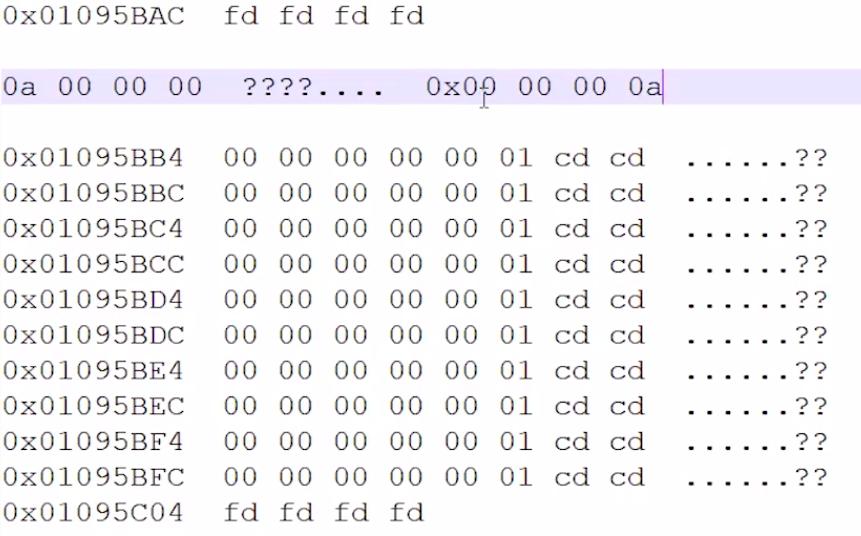 0x01095BAC fd fd fd fd
0a 00 00 00 ????.... 0x00 00 00 0a
0x01095BB4 00 00 00 00 00 01 cd cd ......??
0x01095BBC 00 00 00 00 00 01 cd cd ......??
0x01095BC4 00 00 00 00 00 01 cd cd ......??
0x01095BCC 00 00 00 00 00 01 cd cd ......??
0x01095BD4 00 00 00 00 00 01 cd cd ......??
0x01095BDC 00 00 00 00 00 01 cd cd ......??
0x01095BE4 00 00 00 00 00 01 cd cd ......??
0x01095BEC 00 00 00 00 00 01 cd cd ......??
0x01095BF4 00 00 00 00 00 01 cd cd ......??
0x01095BFC 00 00 00 00 00 01 cd cd ......??
0x01095C04 fd fd fd fd